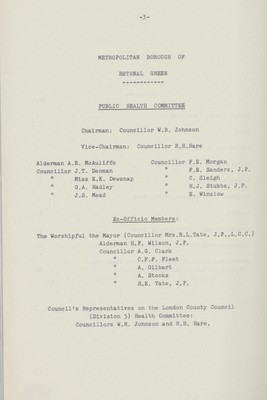 -3-
METROPOLITAN BOROUGH OF
BETHNAL GREEN
------------
PUBLIC HEALTH COMMITTEE
Chairman: Councillor W.R. Johnson
Vice-Chairman: Councillor R.H.Hare
Alderman A.E. McAuliffe Councillor F.E. Morgan
Councillor J.T. Denman " F.E. Sanders, J.P.
" Miss E.K. Dewsnap " C. Sleigh
" G.A. Hadley " H.J. Stubbs, J.P.
" J.S. Mead " E. Winslow
Ex-Officio Members:
The Worshipful the Mayor (Councillor Mrs.R.L.Tate, J.P.,L.C.C.)
Alderman H.F. Wilson, J.P.
Councillor A.G. Clark
" C.F.F. Fleet
" A. Gilbert
" A. Stocks
" H.E. Tate, J.P.
Council's Representatives on the London County Council
(Division 5) Health Committee:
Councillors W.R. Johnson and R.H. Hare.